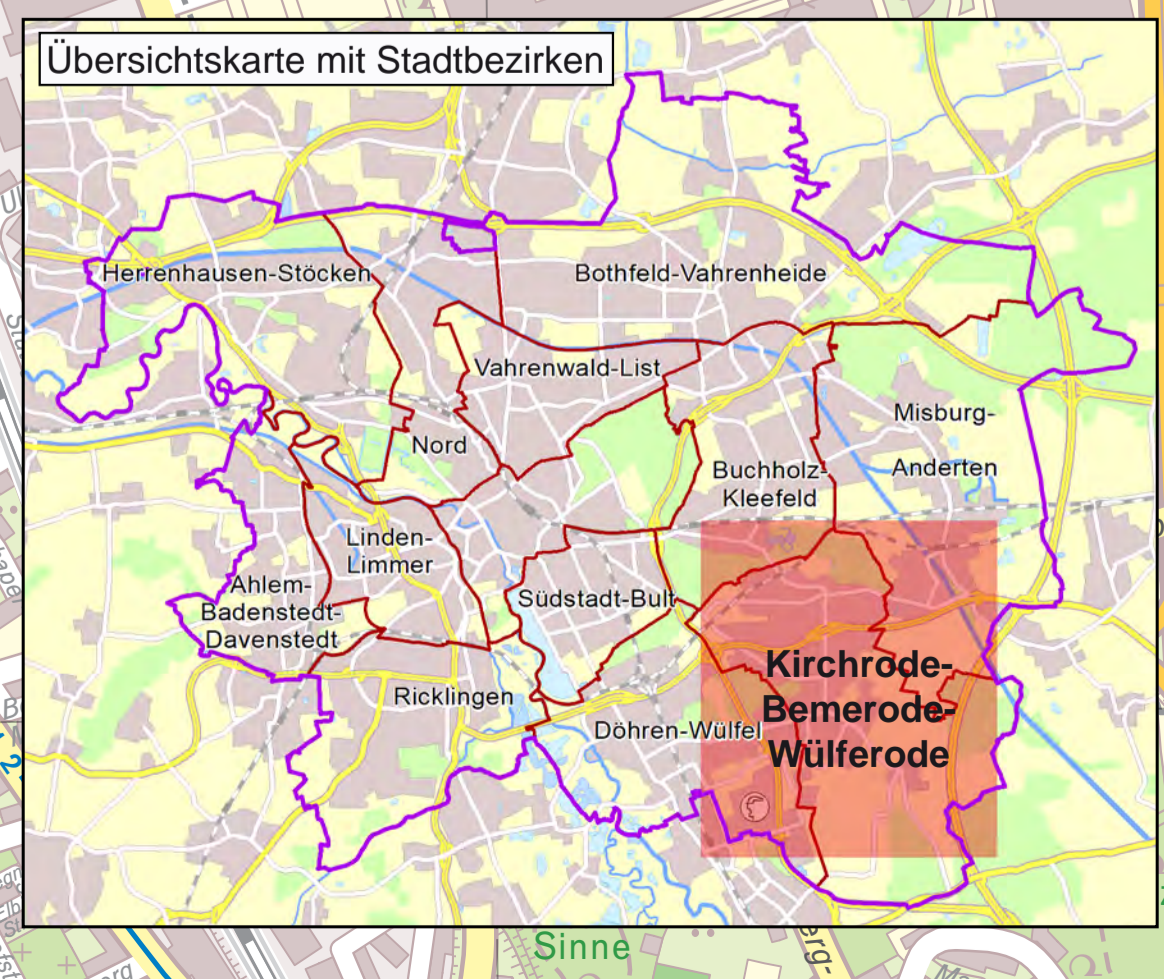 Übersichtskarte mit Stadtbezirken
Herrenhausen-Stöcken
Bothfeld-Vahrenheide
Vahrenwald-List
Misburg-
Anderten
Nord
Buchholz-
Kleefeld
Linden-
Limmer
Ahlem-
Badenstedt-
Davenstedt
Südstadt-Bult
Ricklingen
Döhren-Wülfel
Kirchrode-
Bemerode-
Wülferode
Sinne